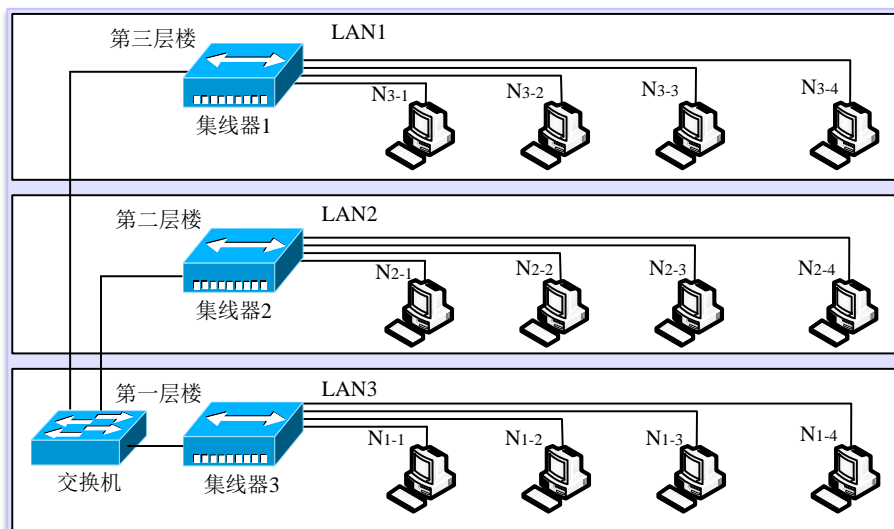 第三层楼
LAN1
N3-1
N3-2
N3-3
N3-4
集线器1
第二层楼
LAN2
N2-1
N2-2
N2-3
N2-4
集线器2
第一层楼
LAN3
N1-1
N1-2
N1-3
N1-4
交换机
集线器3